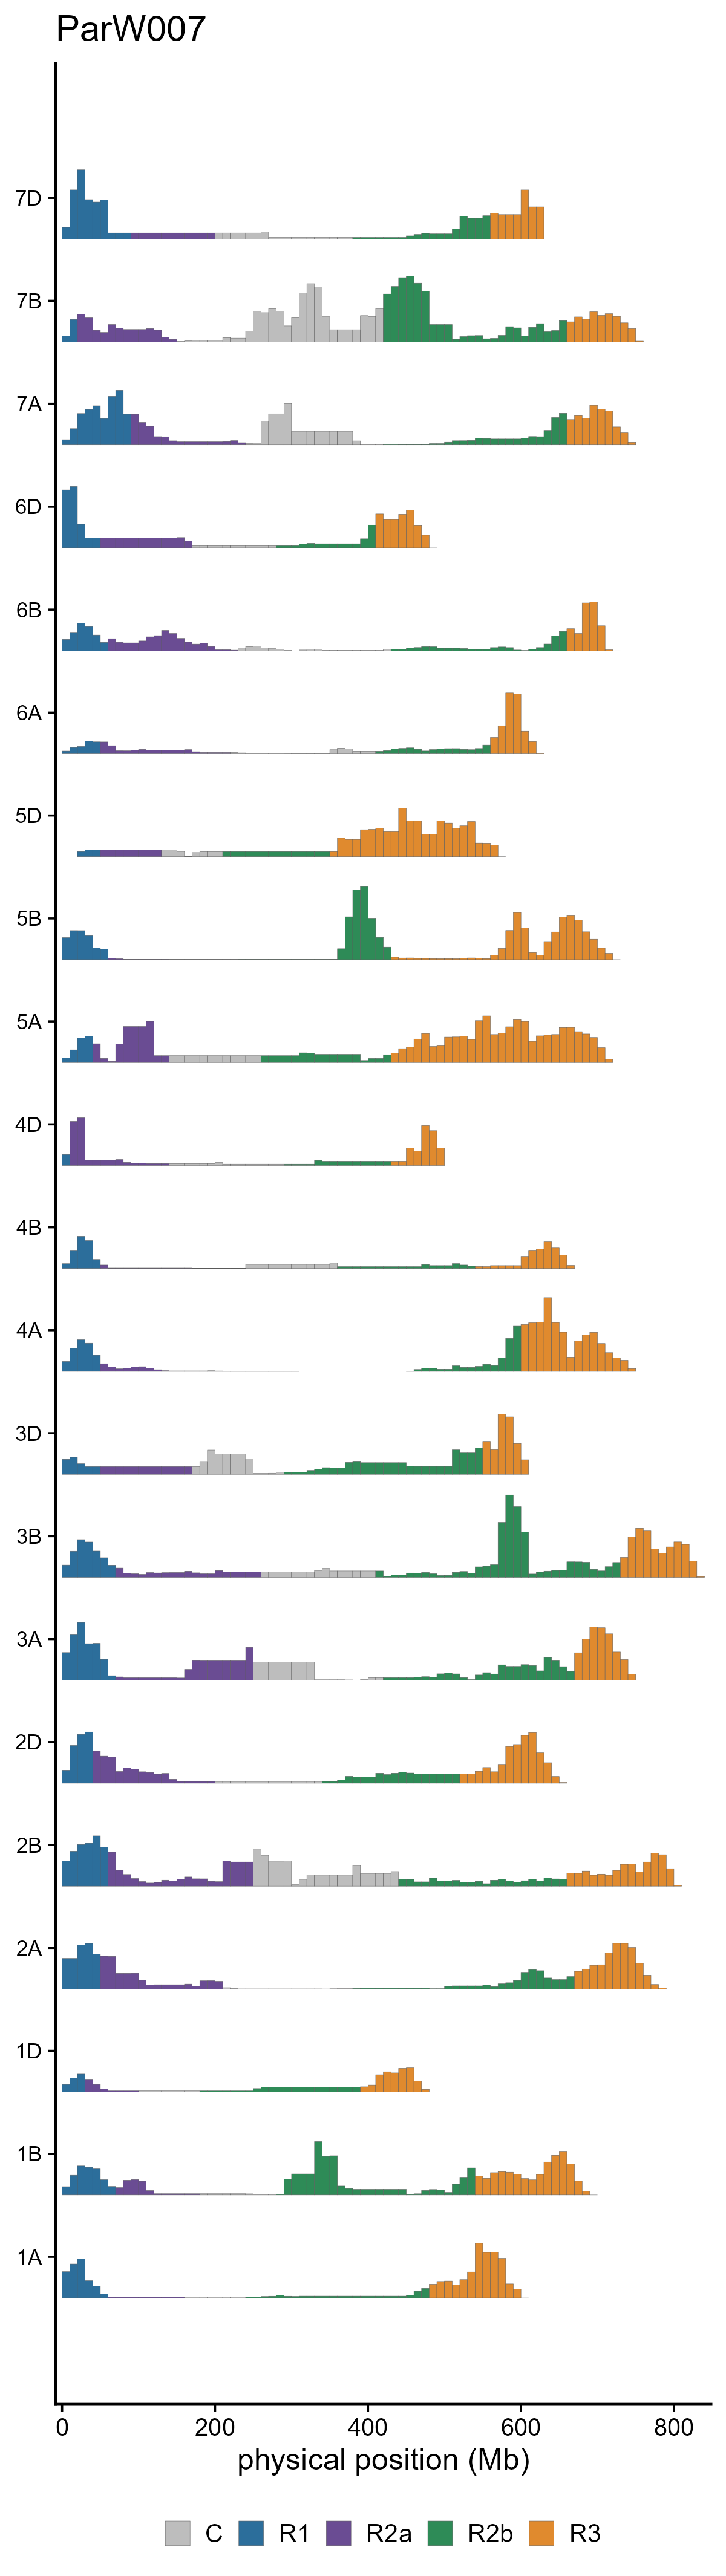 ParW007
7D
7B
7A
6D
6B
6A
5D
5B
5A
4D
4B
4A
3D
3B
3A
2D
2B
2A
1D
1B
1A
0 200 400 600 800
physical position (Mb)
C R1 R2a R2b R3